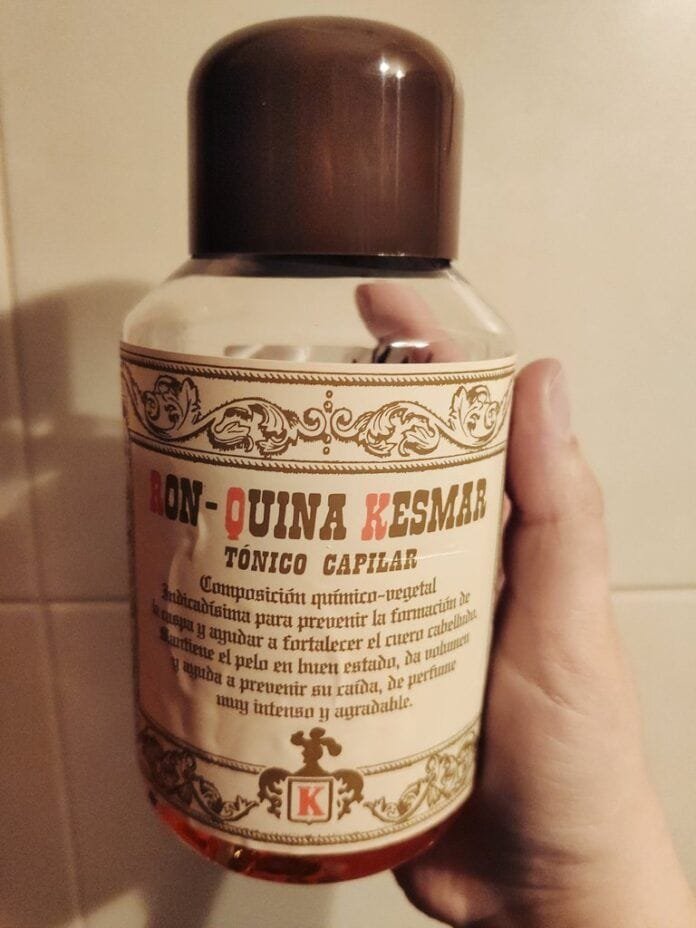 RON-QUINA KESMAR
TÓNICO CAPILAR
Composición químico-vegetal
Indicadísima para prevenir la formación de
la caspa y ayudar a fortalecer el cuero cabelludo.
Mantiene el pelo en buen estado, da volumen
y ayuda a prevenir su caída, de perfume
muy intenso y agradable.
K